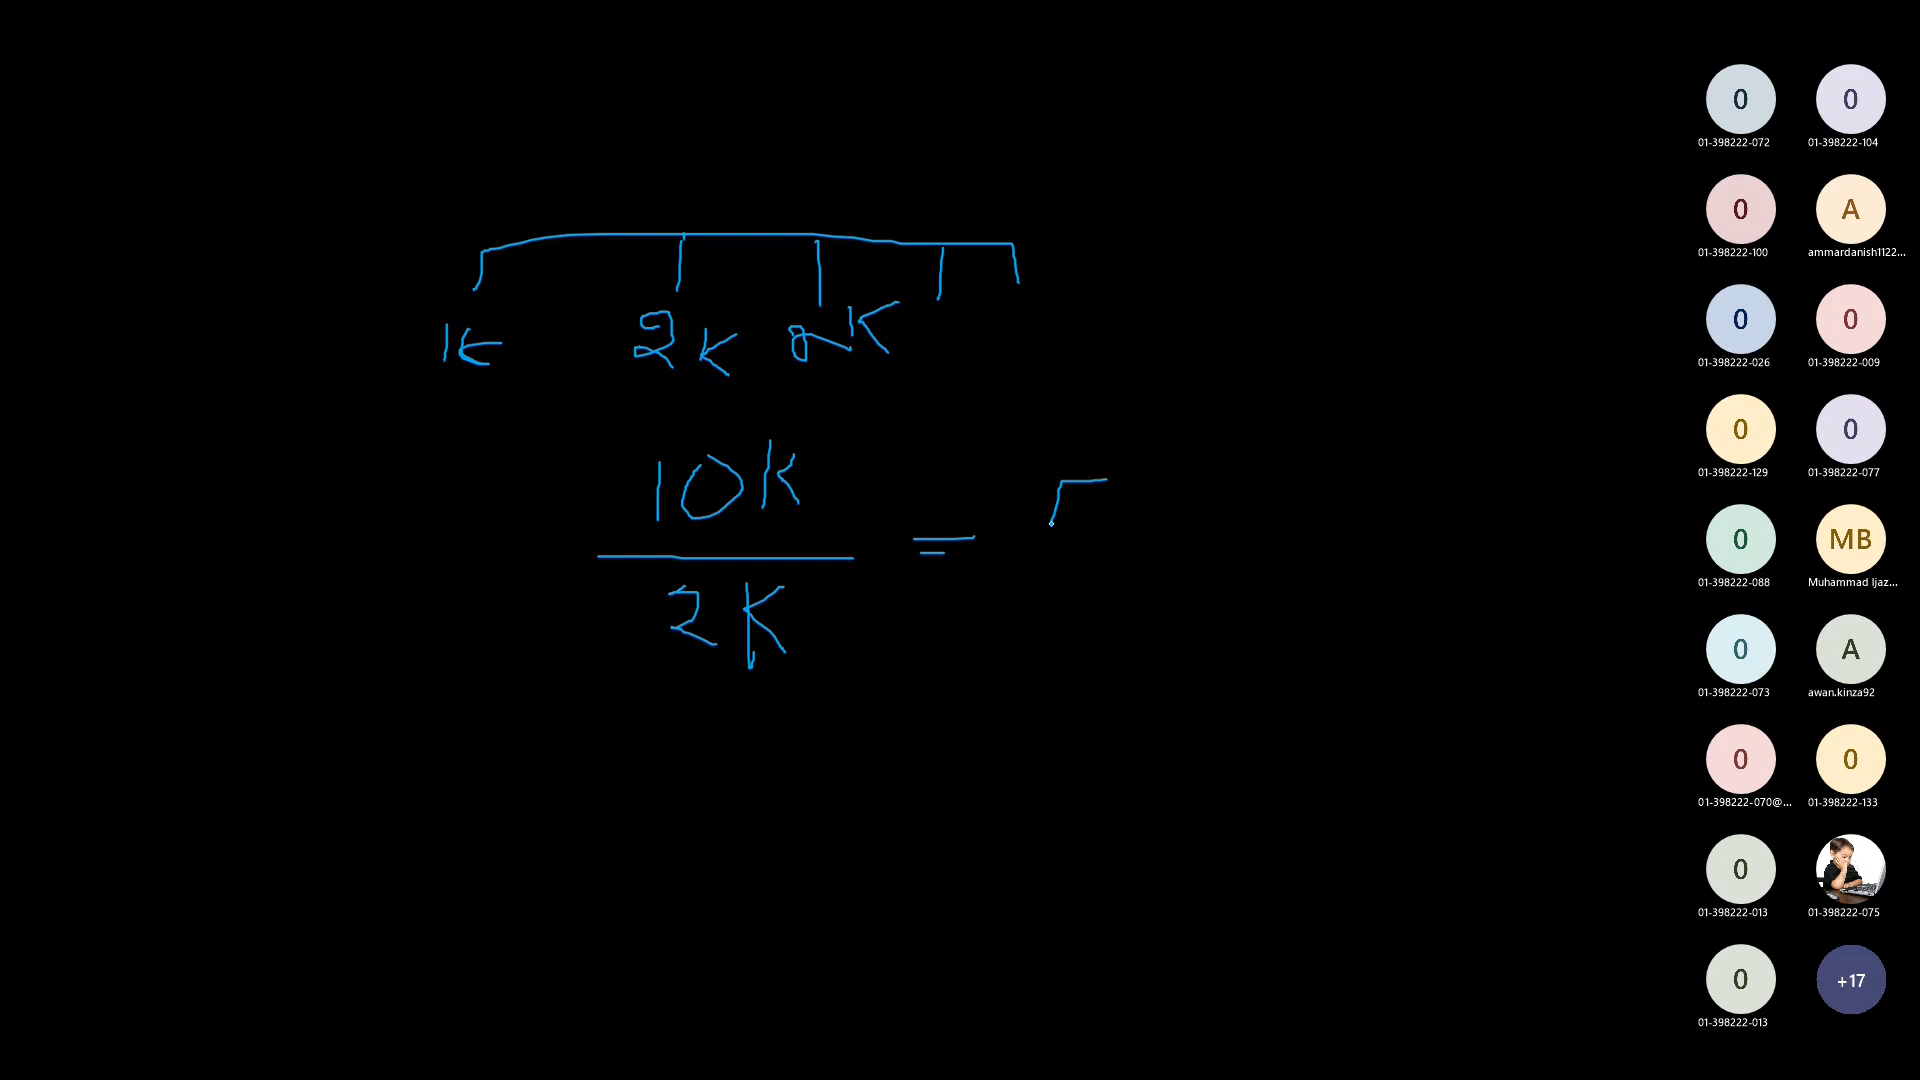 1K 2K 2K
10K
=
2K
0 0
01-398222-072 01-398222-104
0 A
01-398222-100 ammardanish1122...
0 0
01-398222-026 01-398222-009
0 0
01-398222-129 01-398222-077
0 MB
01-398222-088 Muhammad Ijaz...
0 A
01-398222-073 awan.kinza92
0 0
01-398222-070@... 01-398222-133
0
01-398222-013 01-398222-075
0 +17
01-398222-013